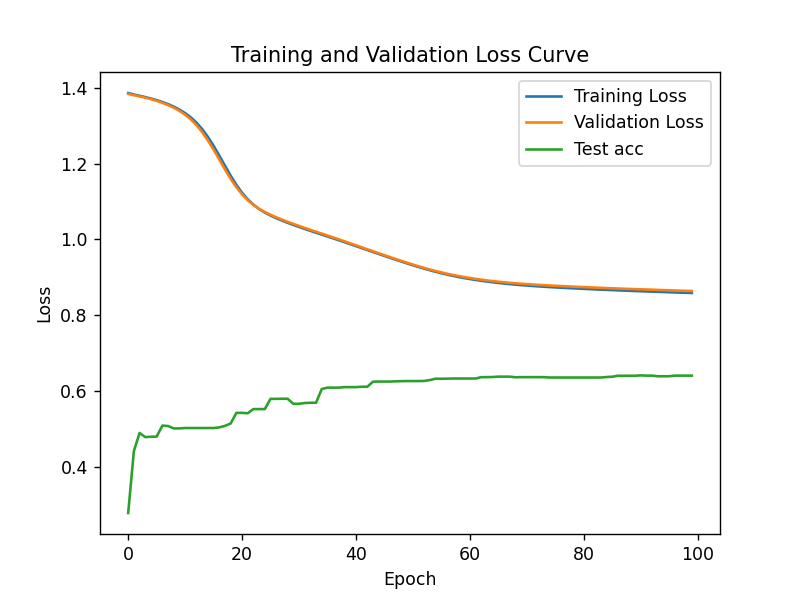 Training and Validation Loss Curve
Training Loss
Validation Loss
Test acc
1.4
1.2
1.0
0.8
0.6
0.4
Loss
0
20
40
60
80
100
Epoch